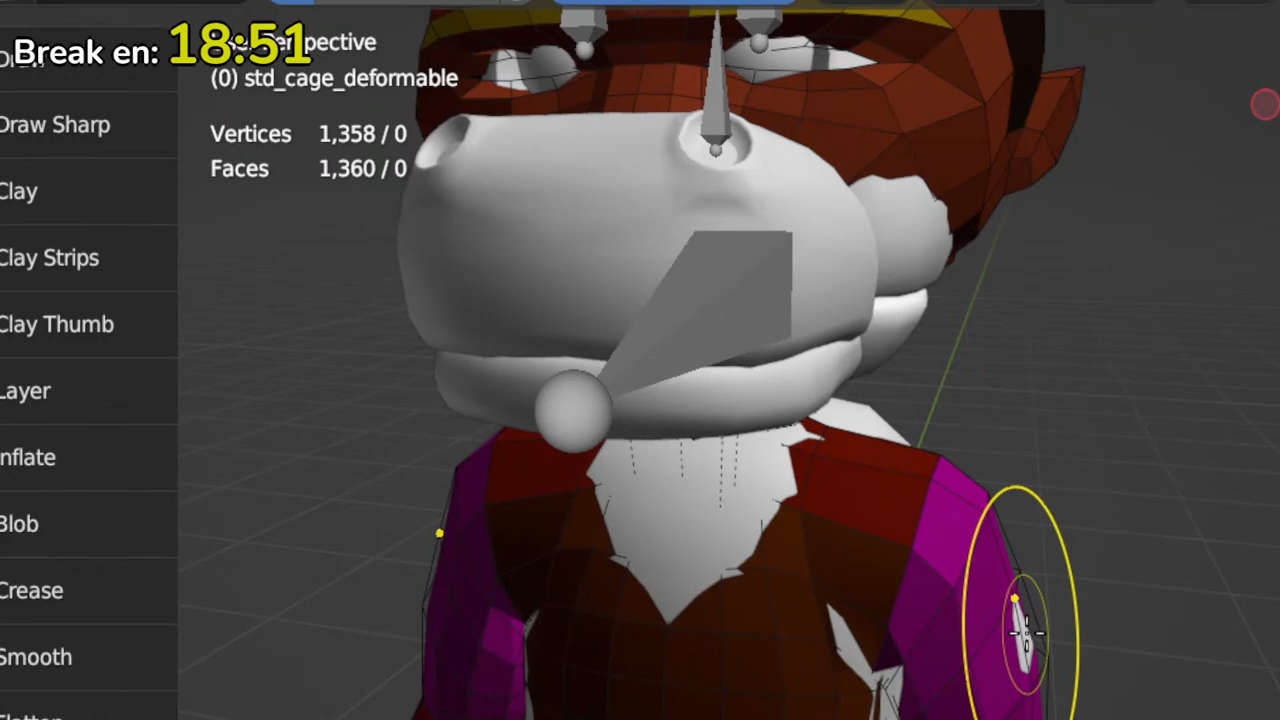 Break en: 18:51
(0) std_cage_deformable
Vertices 1,358 / 0
Faces 1,360 / 0
Draw Sharp
Clay
Clay Strips
Clay Thumb
Layer
Inflate
Blob
Crease
Smooth